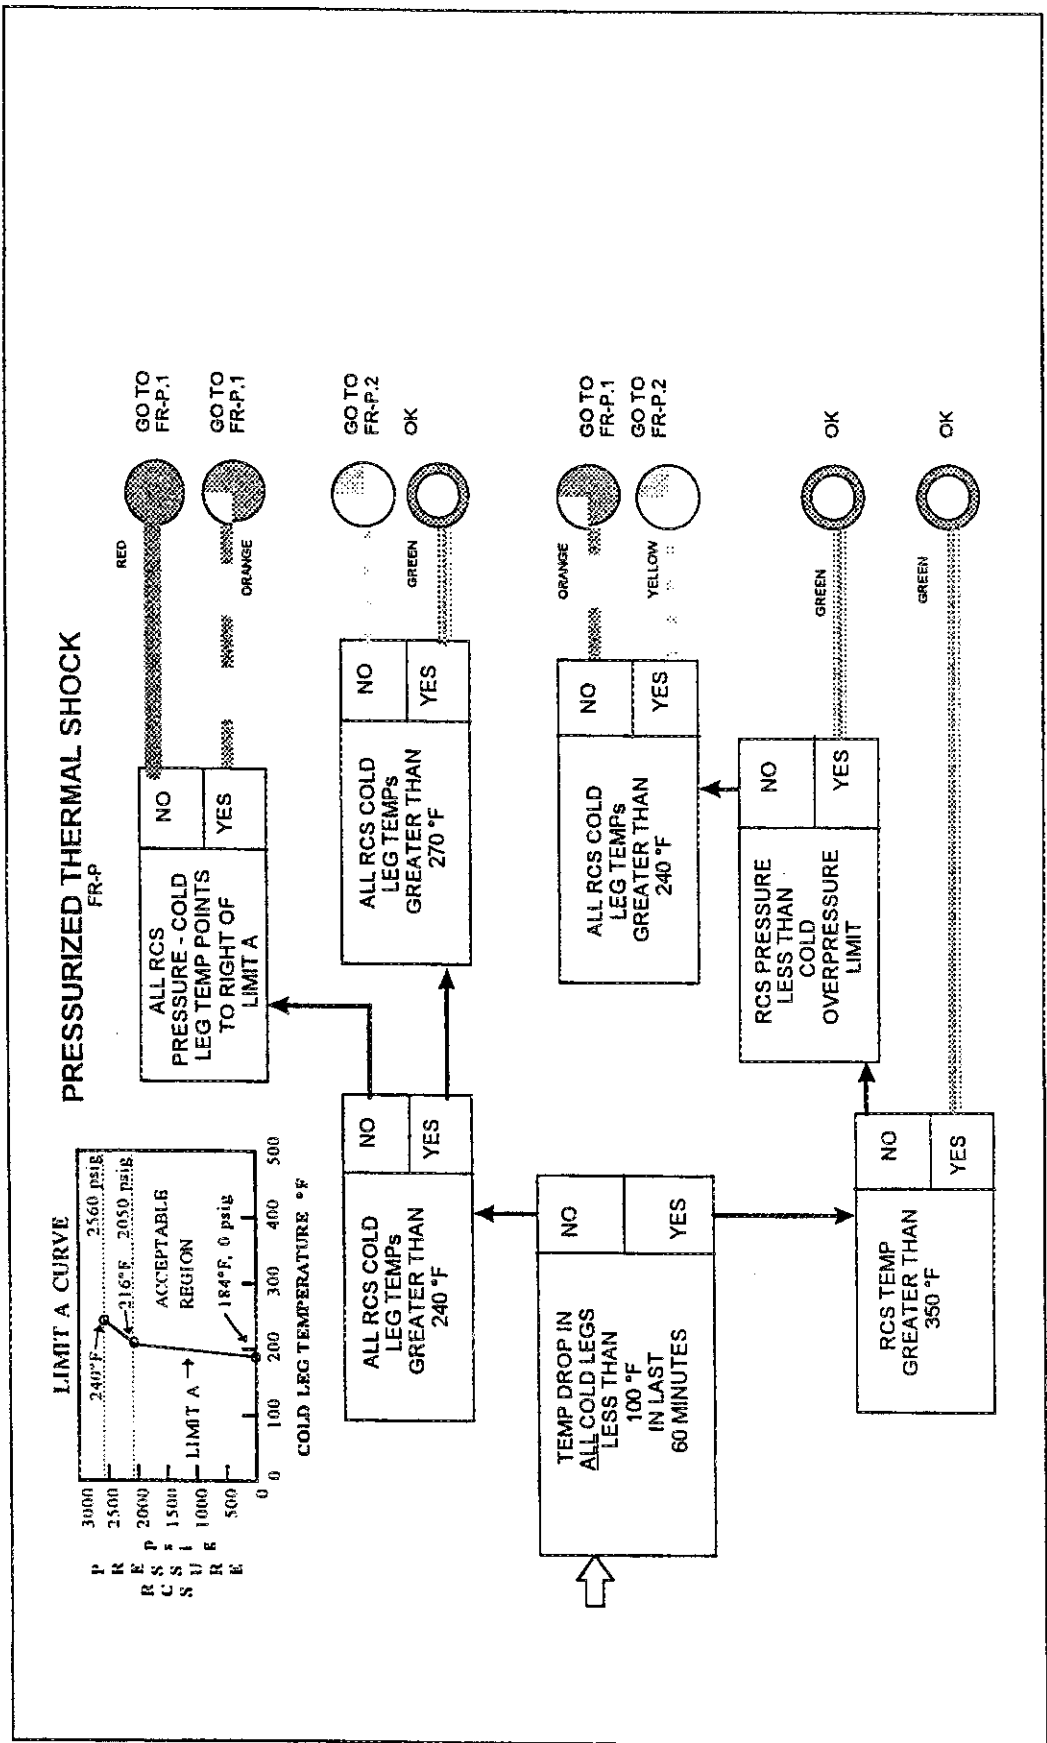 PRESSURIZED THERMAL SHOCK
FR-P
LIMIT A CURVE
3000
2500
2000
1500
1000
500
0
RCS
PRESSURE
psig
240°F
2560 psig
216°F 2050 psig
ACCEPTABLE
REGION
LIMIT A
184°F, 0 psig
0
100
200
300
400
500
COLD LEG TEMPERATURE °F
TEMP DROP IN
ALL COLD LEGS
LESS THAN
100 °F
IN LAST
60 MINUTES
NO
YES
ALL RCS COLD
LEG TEMPs
GREATER THAN
240 °F
NO
YES
ALL RCS
PRESSURE - COLD
LEG TEMP POINTS
TO RIGHT OF
LIMIT A
NO
YES
RED
GO TO
FR-P.1
ORANGE
GO TO
FR-P.1
ALL RCS COLD
LEG TEMPs
GREATER THAN
270 °F
NO
YES
GO TO
FR-P.2
GREEN
OK
RCS TEMP
GREATER THAN
350 °F
NO
YES
RCS PRESSURE
LESS THAN
COLD
OVERPRESSURE
LIMIT
NO
YES
ALL RCS COLD
LEG TEMPs
GREATER THAN
240 °F
NO
YES
ORANGE
GO TO
FR-P.1
YELLOW
GO TO
FR-P.2
GREEN
OK
GREEN
OK